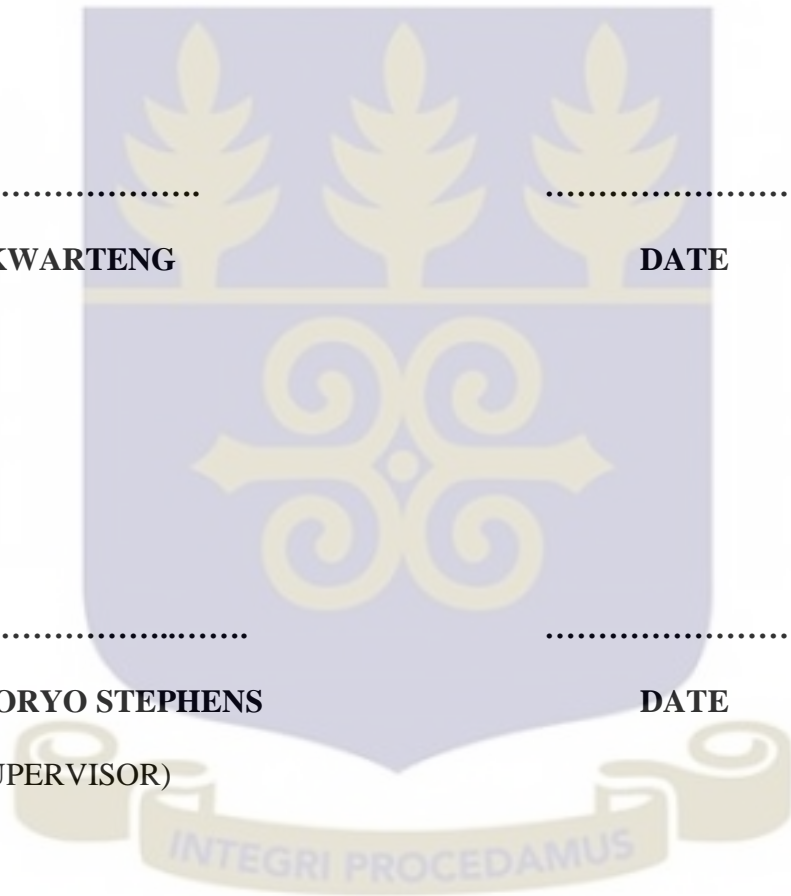 ………………….. ……………………
KWARTENG DATE
………………...……. ……………………
ORYO STEPHENS DATE
UPERVISOR)
INTEGRI PROCEDAMUS